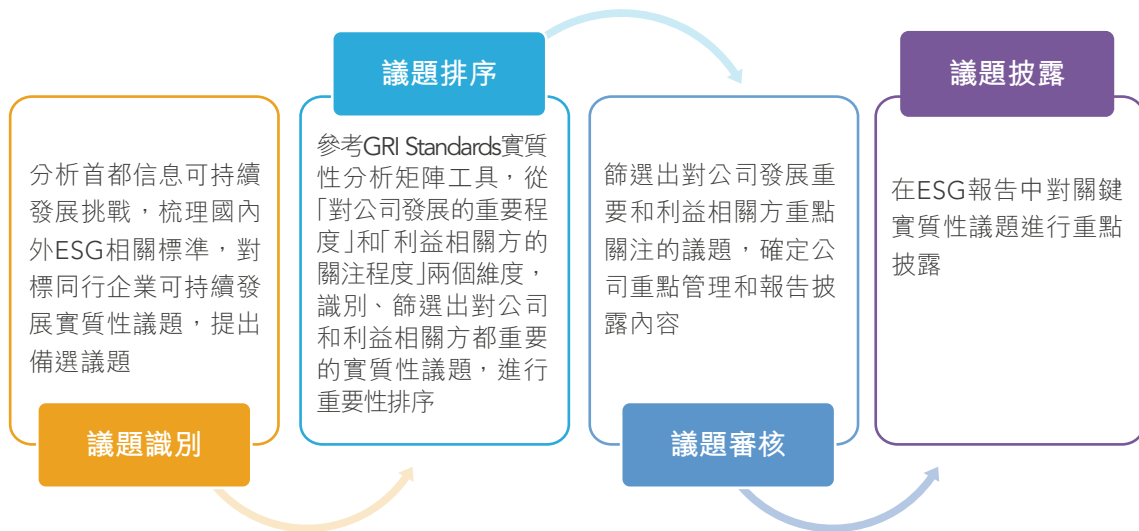 分析首都信息可持續
發展挑戰，梳理國內
外ESG相關標準，對
標同行企業可持續發
展實質性議題，提出
備選議題
議題識別
議題排序
參考GRI Standards實質
性分析矩陣工具，從
「對公司發展的重要程
度」和「利益相關方的
關注程度」兩個維度，
識別、篩選出對公司
和利益相關方都重要
的實質性議題，進行
重要性排序
篩選出對公司發展重
要和利益相關方重點
關注的議題，確定公
司重點管理和報告披
露內容
議題審核
議題披露
在ESG報告中對關鍵
實質性議題進行重點
披露